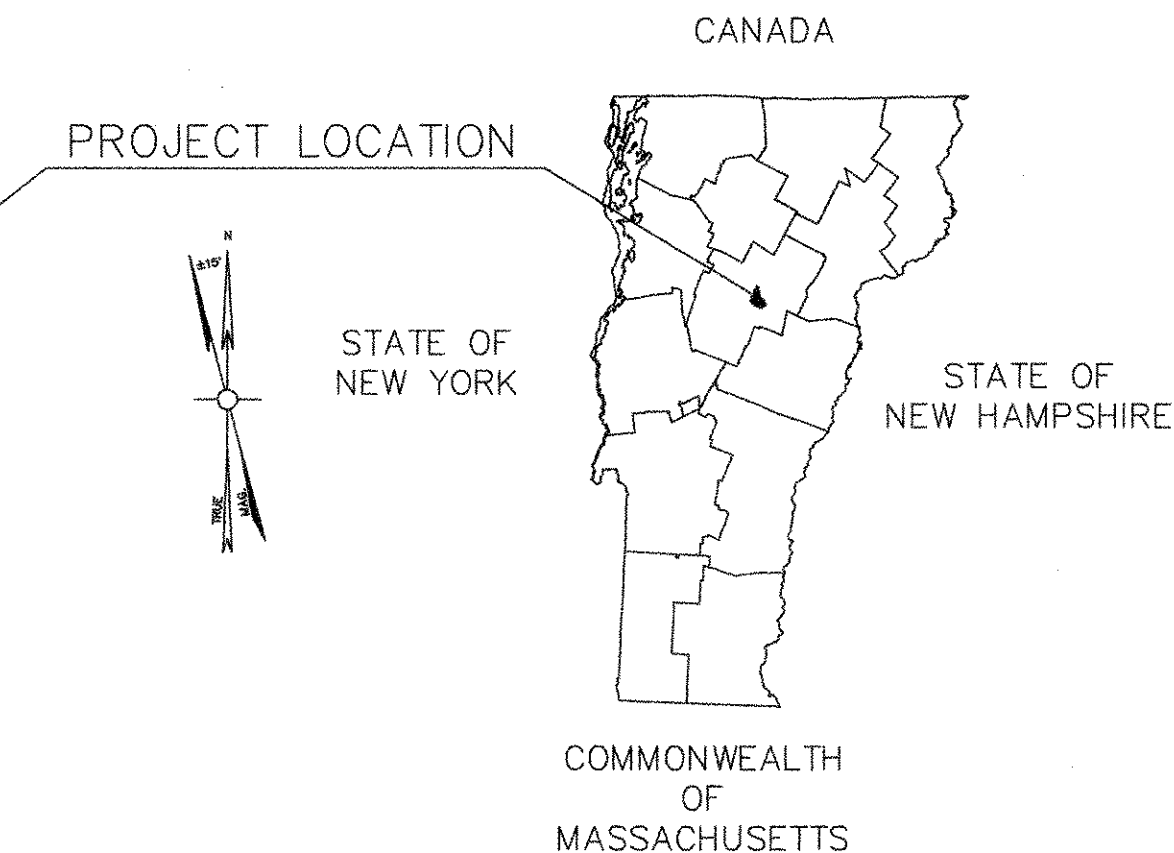 CANADA
PROJECT LOCATION
N
±15°
STATE OF
NEW YORK
STATE OF
NEW HAMPSHIRE
TRUE
MAG.
COMMONWEALTH
OF
MASSACHUSETTS